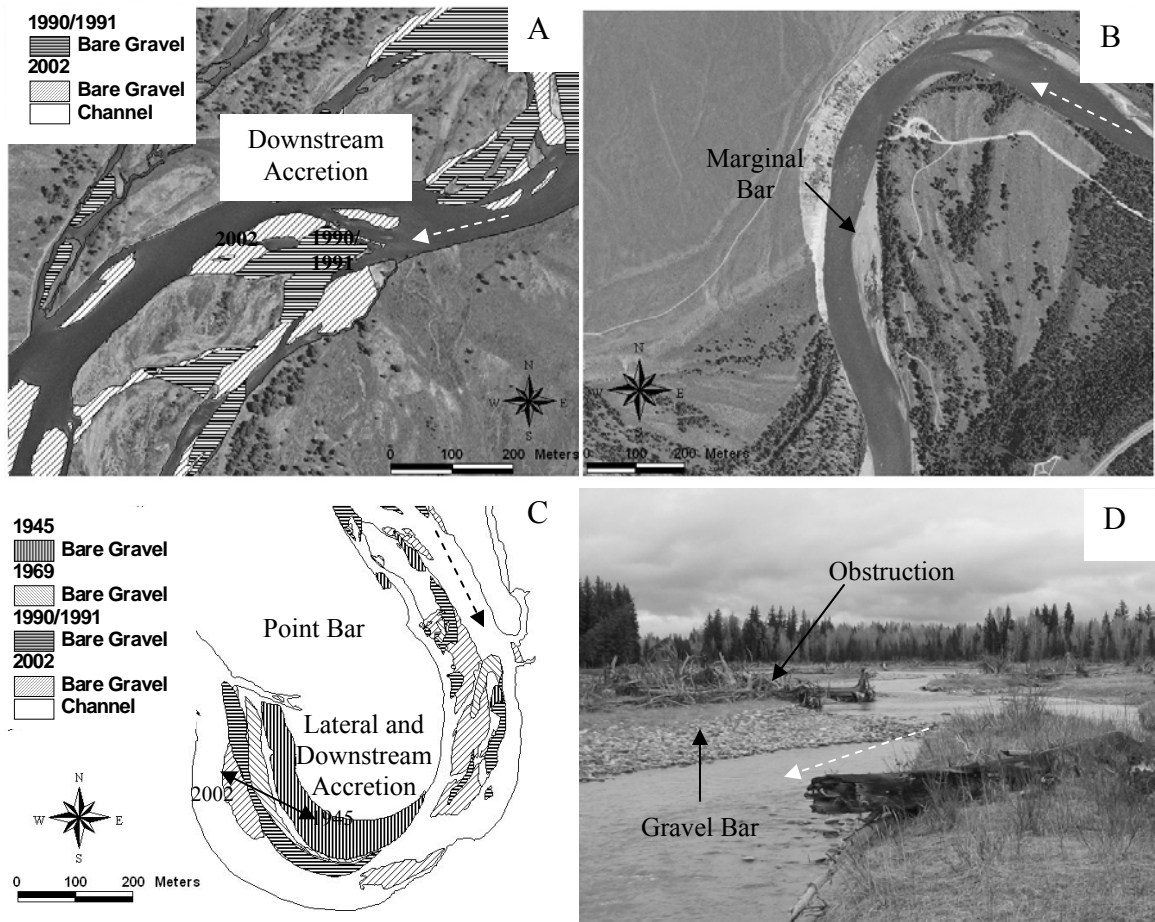 1990/1991
Bare Gravel
2002
Bare Gravel
Channel
A
Downstream
Accretion
2002
1990/
1991
N
W E
S
200 0 200 Meters
B
Marginal
Bar
N
W E
S
100 0 100 200 Meters
C
1945
Bare Gravel
1969
Bare Gravel
1990/1991
Bare Gravel
2002
Bare Gravel
Channel
Point Bar
Lateral and
Downstream
Accretion
2002
1945
N
W E
S
0 100 200
Meters
D
Obstruction
Gravel Bar